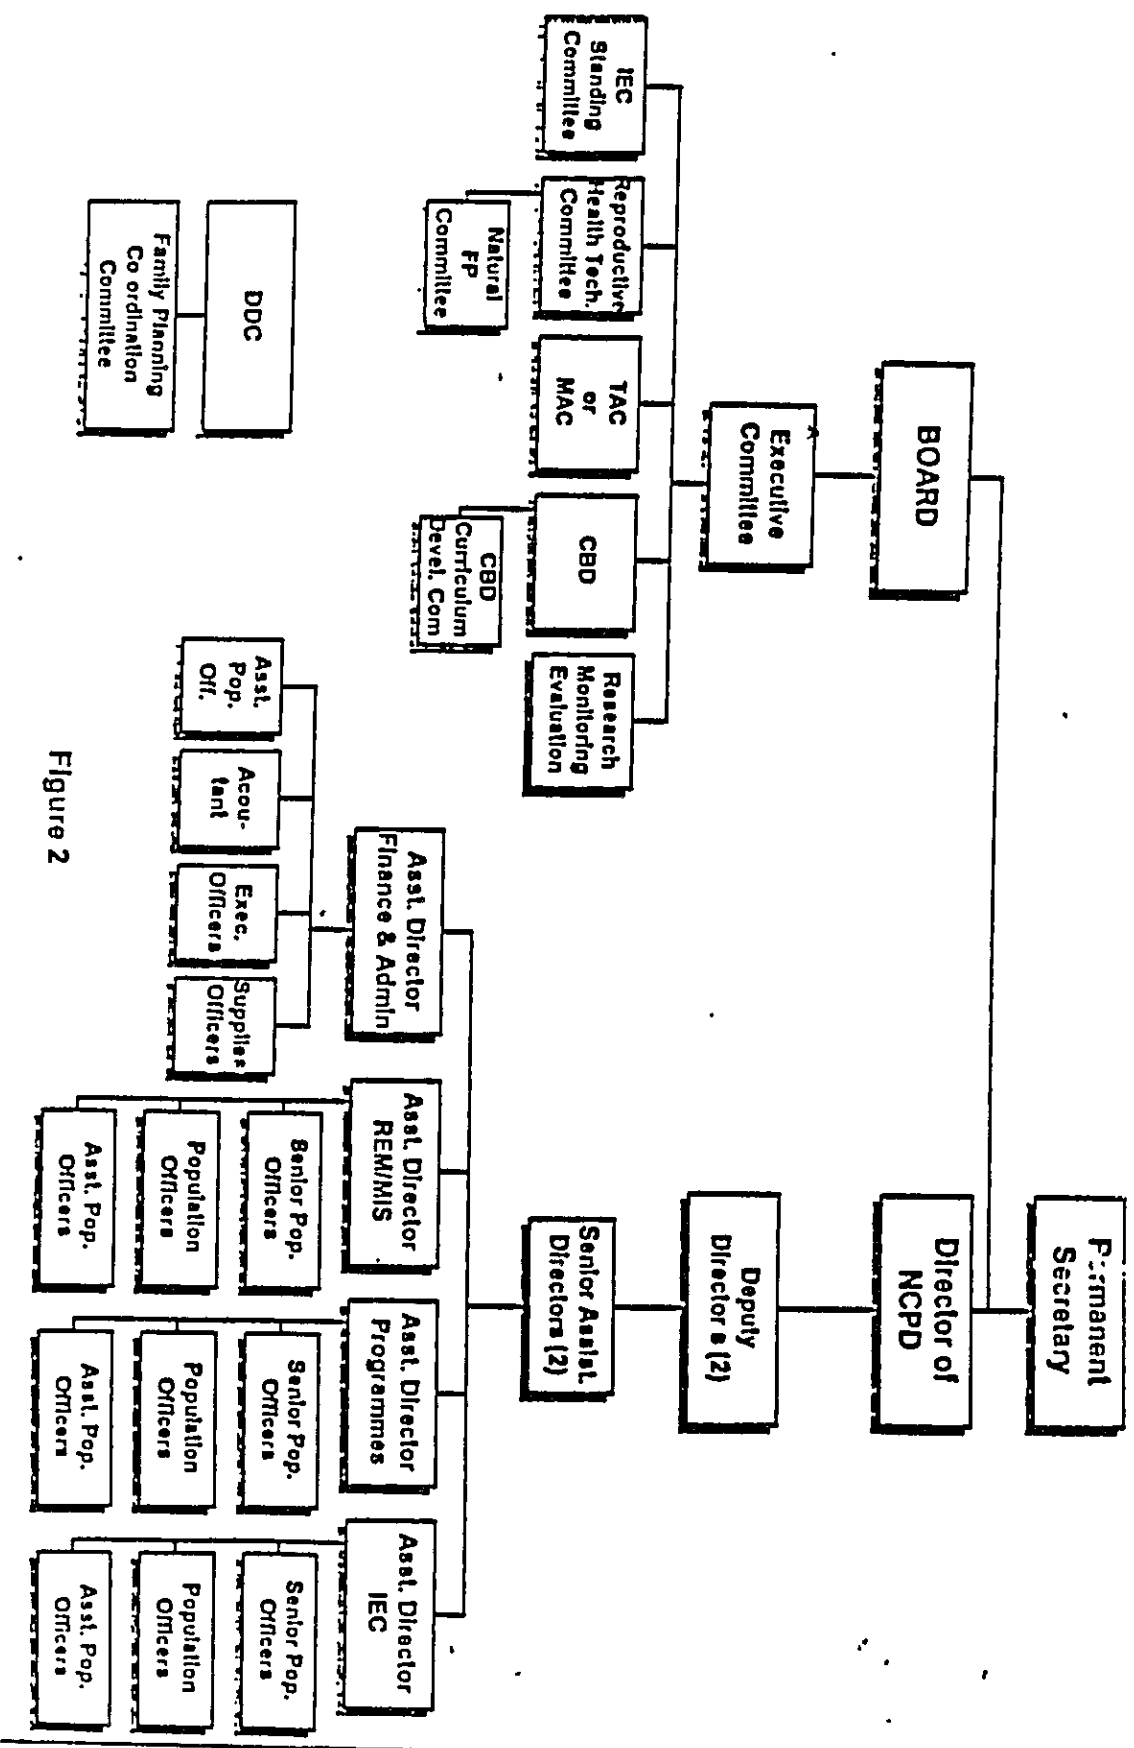 Permanent
Secretary
BOARD
Director of
NCPD
Executive
Committee
Deputy
Directors (2)
IEC
Standing
Committee
Reproductive
Health Tech.
Committee
TAC
or
MAC
CBD
Research
Monitoring
Evaluation
Senior Assist.
Directors (2)
Natural
FP
Committee
CBD
Curriculum
Devel. Com
Asst. Director
Finance & Admin
Asst. Director
REM/MIS
Asst. Director
Programmes
Asst. Director
IEC
DDC
Asst.
Pop.
Off.
Acou-
tant
Exec.
Officers
Supplies
Officers
Senior Pop.
Officers
Senior Pop.
Officers
Senior Pop.
Officers
Family Planning
Co ordination
Committee
Population
Officers
Population
Officers
Population
Officers
Asst. Pop.
Officers
Asst. Pop.
Officers
Asst. Pop.
Officers
Figure 2